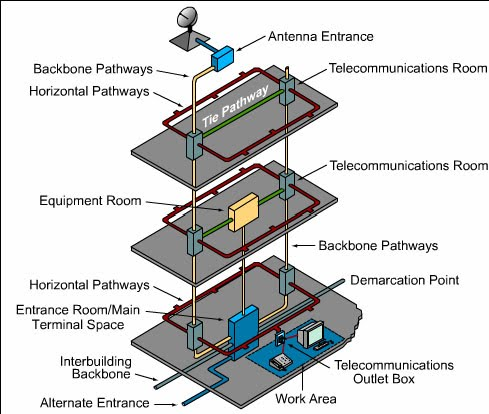 Antenna Entrance
Backbone Pathways
Telecommunications Room
Horizontal Pathways
Tie Pathway
Telecommunications Room
Equipment Room
Backbone Pathways
Demarcation Point
Horizontal Pathways
Entrance Room/Main
Terminal Space
Interbuilding
Backbone
Telecommunications
Outlet Box
Work Area
Alternate Entrance